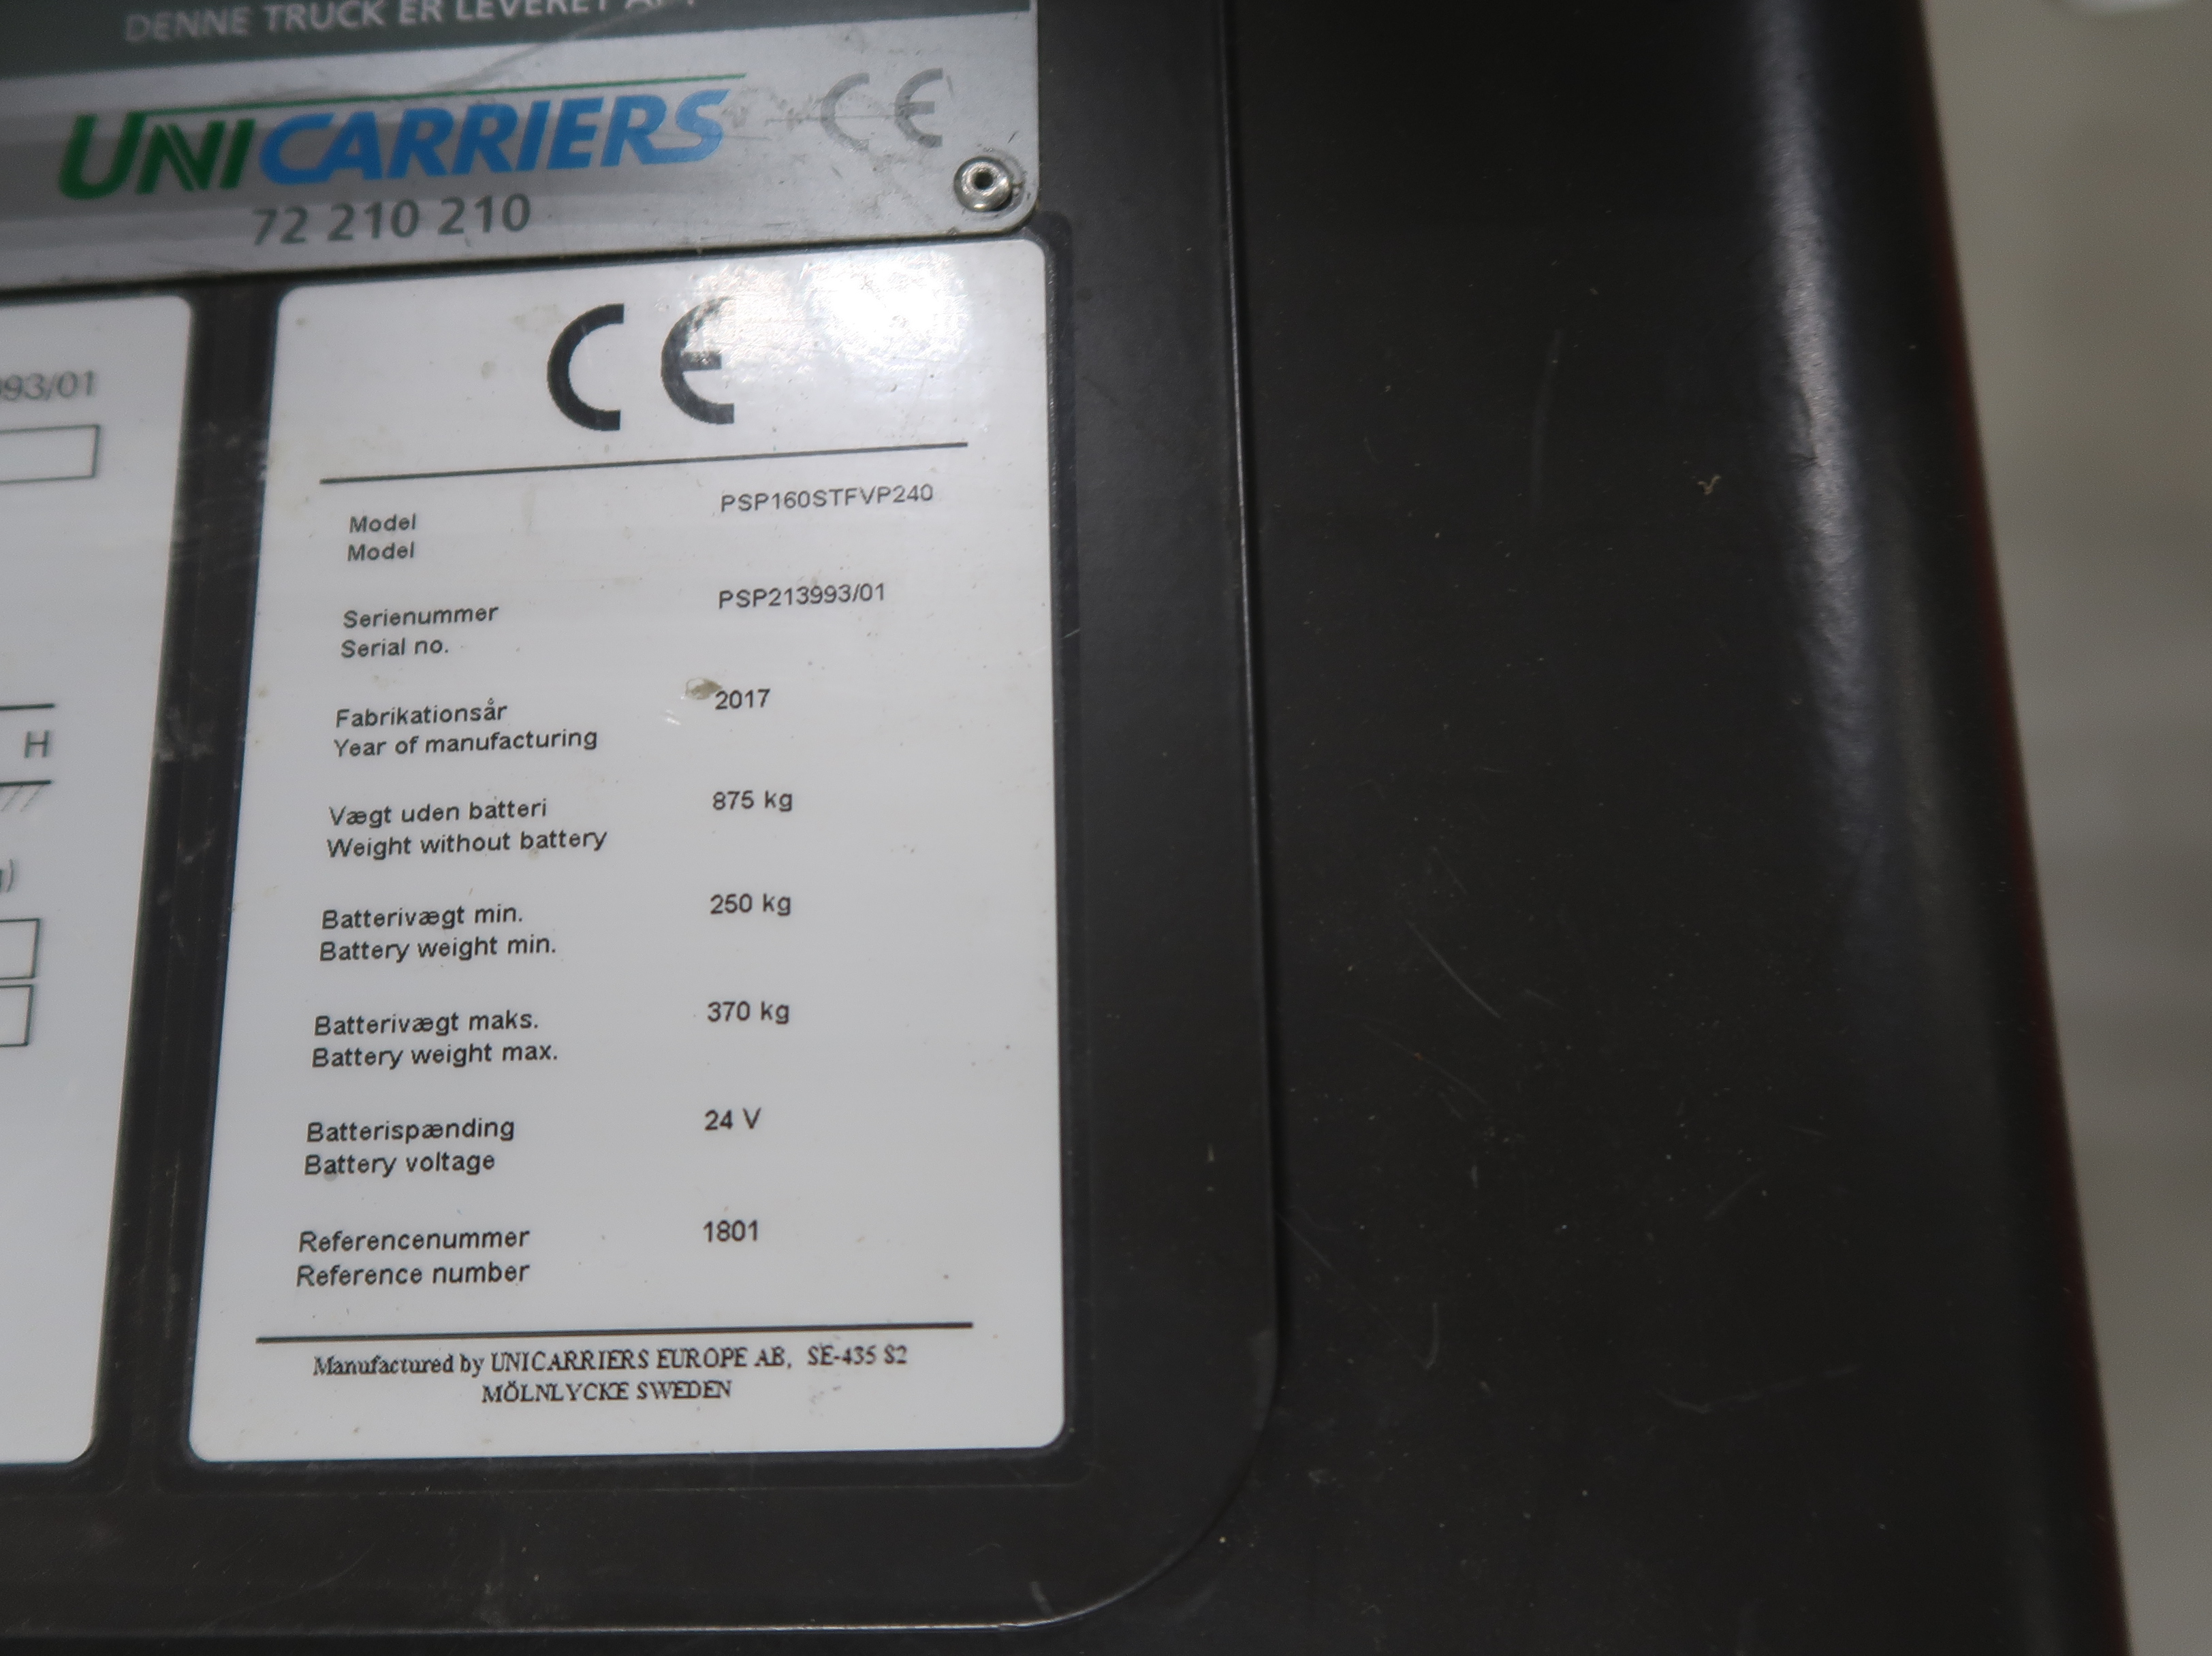 DENNE TRUCK ER LEVERET AF:
UNICARRIERS
CE
72 210 210
93/01
H
CE
Model PSP160STFVP240
Model
Serienummer PSP213993/01
Serial no.
Fabrikationsår 2017
Year of manufacturing
Vægt uden batteri 875 kg
Weight without battery
Batterivægt min. 250 kg
Battery weight min.
Batterivægt maks. 370 kg
Battery weight max.
Batterispænding 24 V
Battery voltage
Referencenummer 1801
Reference number
Manufactured by UNICARRIERS EUROPE AB, SE-435 82
MÖLNLYCKE SWEDEN